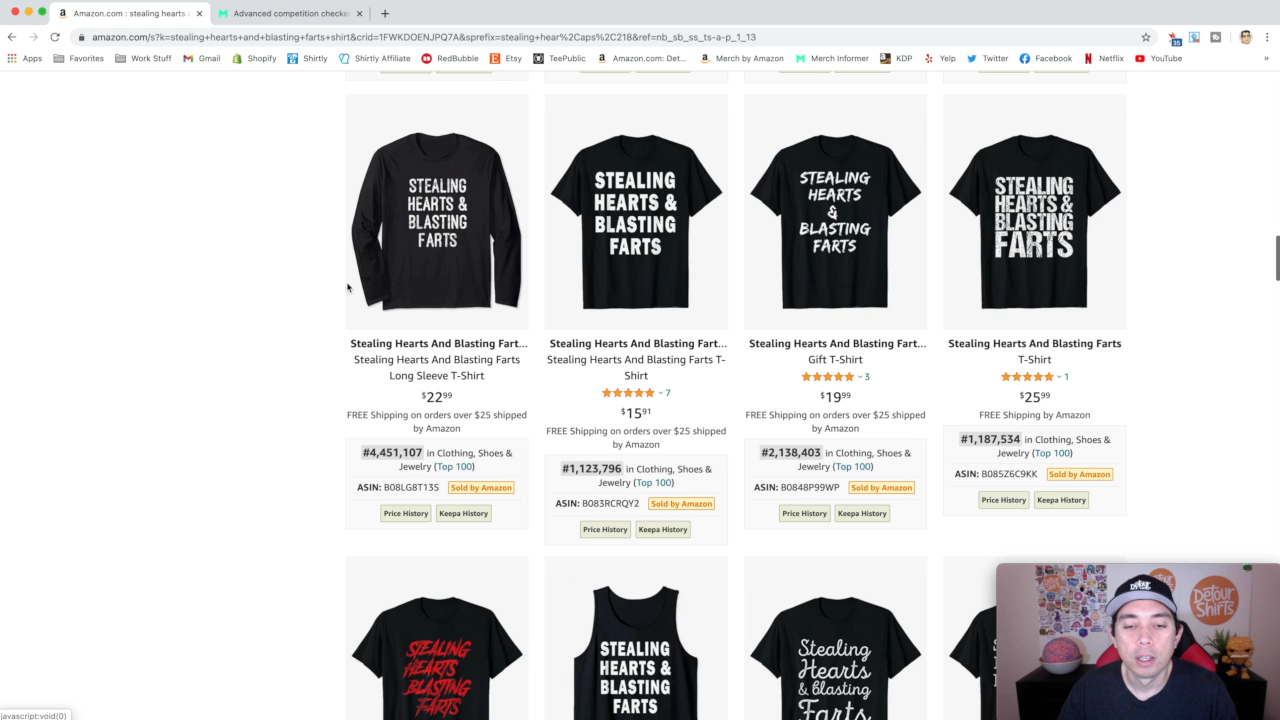 Amazon.com : stealing hearts a
Advanced competition checker
amazon.com/s?k=stealing+hearts+and+blasting+farts+shirt&crid=1FWKDOENJPQ7A&sprefix=stealing+hear%2Caps%2C218&ref=nb_sb_ss_ts-a-p_1_13
35
Apps Favorites Work Stuff Gmail Shopify Shirtly Shirtly Affiliate RedBubble Etsy TeePublic Amazon.com: Det... Merch by Amazon Merch Informer KDP Yelp Twitter Facebook Netflix YouTube »
STEALING
HEARTS &
BLASTING
FARTS
STEALING
HEARTS &
BLASTING
FARTS
STEALING
HEARTS
&
BLASTING
FARTS
STEALING
HEARTS &
BLASTING
FARTS
Stealing Hearts And Blasting Fart...
Stealing Hearts And Blasting Farts
Long Sleeve T-Shirt
$22.99
FREE Shipping on orders over $25 shipped
by Amazon
#4,451,107 in Clothing, Shoes &
Jewelry (Top 100)
ASIN: B08LG8T13S Sold by Amazon
Price History Keepa History
Stealing Hearts And Blasting Fart...
Stealing Hearts And Blasting Farts T-
Shirt
7
$15.91
FREE Shipping on orders over $25 shipped
by Amazon
#1,123,796 in Clothing, Shoes &
Jewelry (Top 100)
ASIN: B083RCRQY2 Sold by Amazon
Price History Keepa History
Stealing Hearts And Blasting Fart...
Gift T-Shirt
3
$19.99
FREE Shipping on orders over $25 shipped
by Amazon
#2,138,403 in Clothing, Shoes &
Jewelry (Top 100)
ASIN: B0848P99WP Sold by Amazon
Price History Keepa History
Stealing Hearts And Blasting Farts
T-Shirt
1
$25.99
FREE Shipping by Amazon
#1,187,534 in Clothing, Shoes &
Jewelry (Top 100)
ASIN: B085Z6C9KK Sold by Amazon
Price History Keepa History
STEALING
HEARTS
BLASTING
FARTS
STEALING
HEARTS &
BLASTING
FARTS
Stealing
Hearts
& Blasting
Farts
DETOUR
SHIRTS
javascript:void(0)